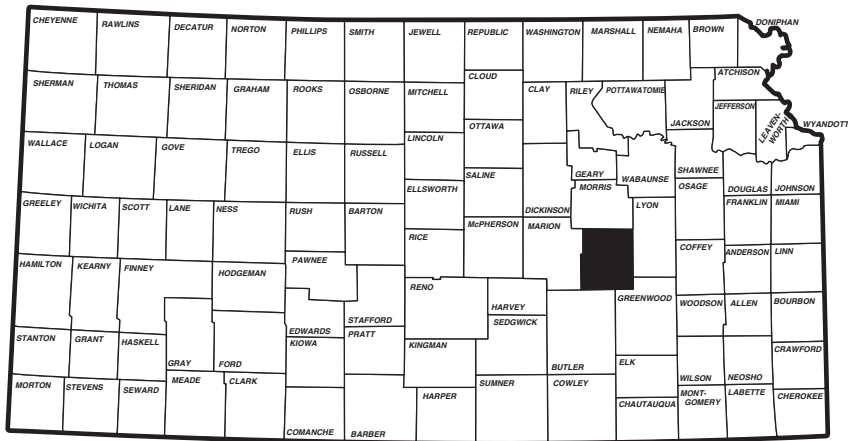 CHEYENNE
RAWLINS
DECATUR
NORTON
PHILLIPS
SMITH
JEWELL
REPUBLIC
WASHINGTON
MARSHALL
NEMAHA
BROWN
DONIPHAN
SHERMAN
THOMAS
SHERIDAN
GRAHAM
ROOKS
OSBORNE
MITCHELL
CLOUD
CLAY
RILEY
POTTAWATOMIE
JACKSON
ATCHISON
JEFFERSON
LEAVEN-
WORTH
WYANDOTT
WALLACE
LOGAN
GOVE
TREGO
ELLIS
RUSSELL
LINCOLN
OTTAWA
SALINE
ELLSWORTH
DICKINSON
GEARY
MORRIS
WABAUNSE
SHAWNEE
OSAGE
DOUGLAS
JOHNSON
GREELEY
WICHITA
SCOTT
LANE
NESS
RUSH
BARTON
RICE
McPHERSON
MARION
LYON
FRANKLIN
MIAMI
HAMILTON
KEARNY
FINNEY
HODGEMAN
PAWNEE
STAFFORD
RENO
HARVEY
COFFEY
ANDERSON
LINN
STANTON
GRANT
HASKELL
GRAY
FORD
EDWARDS
KIOWA
PRATT
KINGMAN
SEDGWICK
BUTLER
GREENWOOD
WOODSON
ALLEN
BOURBON
MORTON
STEVENS
SEWARD
MEADE
CLARK
COMANCHE
BARBER
HARPER
SUMNER
COWLEY
ELK
CHAUTAUQUA
WILSON
MONT-
GOMERY
NEOSHO
LABETTE
CRAWFORD
CHEROKEE